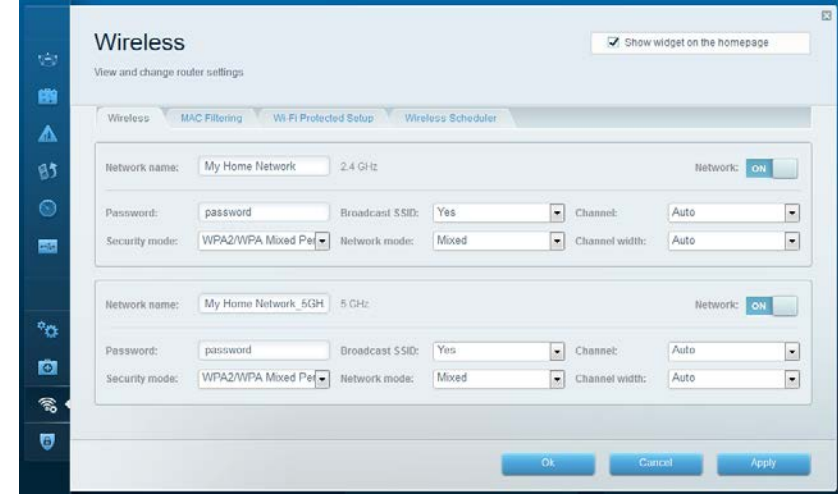 Wireless
Show widget on the homepage
View and change router settings
Wireless MAC Filtering Wi-Fi Protected Setup Wireless Scheduler
Network name: My Home Network 2.4 GHz Network: ON
Password: password Broadcast SSID: Yes Channel: Auto
Security mode: WPA2/WPA Mixed Per Network mode: Mixed Channel width: Auto
Network name: My Home Network_5GH 5 GHz Network: ON
Password: password Broadcast SSID: Yes Channel: Auto
Security mode: WPA2/WPA Mixed Per Network mode: Mixed Channel width: Auto
Ok Cancel Apply